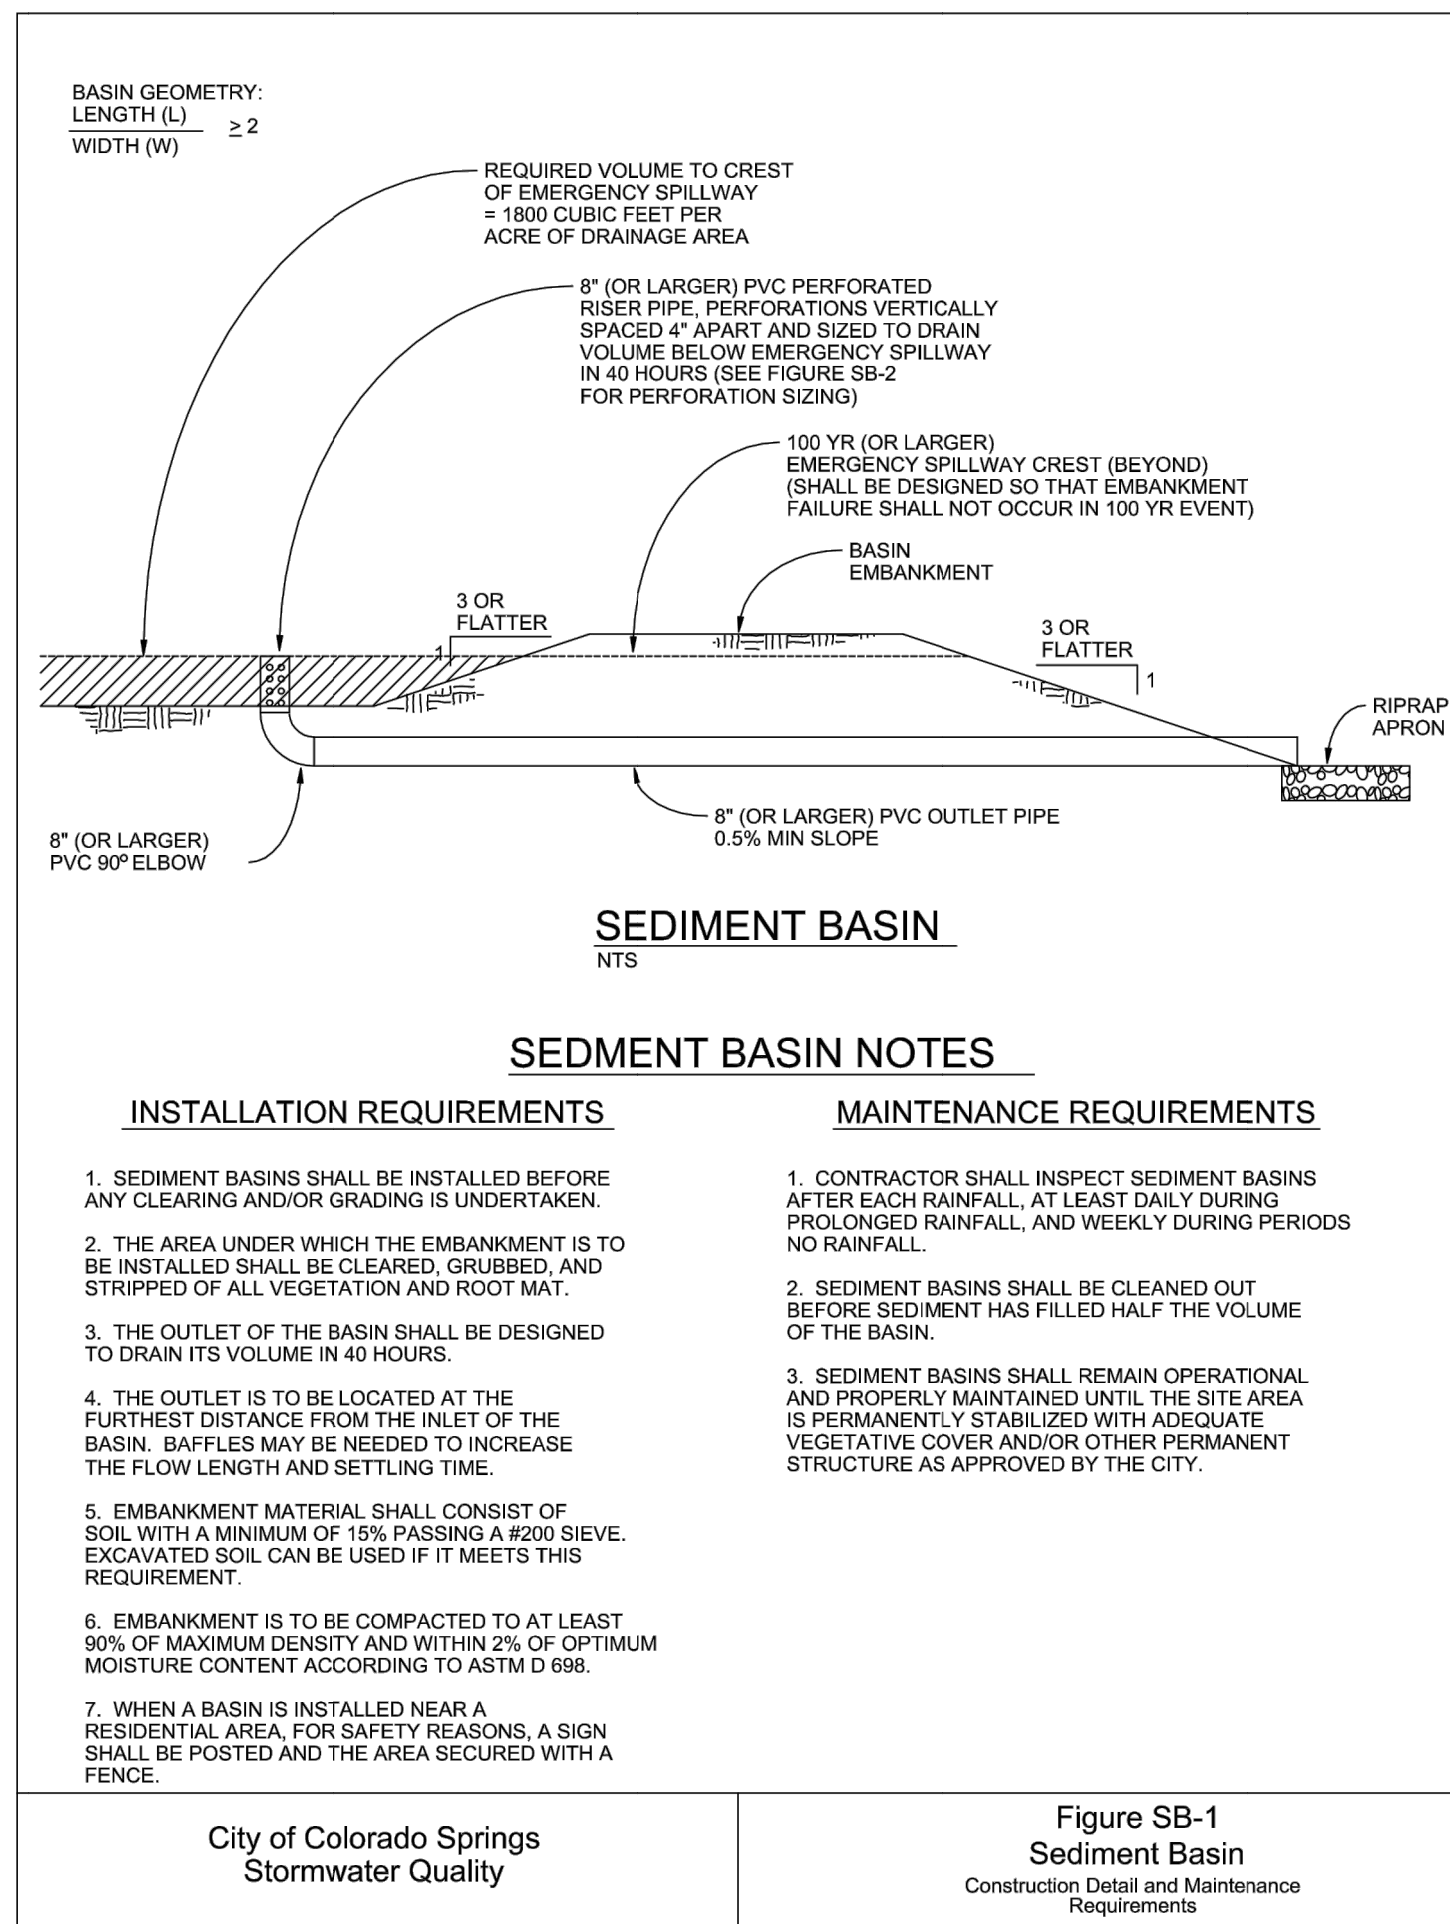 BASIN GEOMETRY:
LENGTH (L)
WIDTH (W)
≥ 2
REQUIRED VOLUME TO CREST
OF EMERGENCY SPILLWAY
= 1800 CUBIC FEET PER
ACRE OF DRAINAGE AREA
8" (OR LARGER) PVC PERFORATED
RISER PIPE, PERFORATIONS VERTICALLY
SPACED 4" APART AND SIZED TO DRAIN
VOLUME BELOW EMERGENCY SPILLWAY
IN 40 HOURS (SEE FIGURE SB-2
FOR PERFORATION SIZING)
100 YR (OR LARGER)
EMERGENCY SPILLWAY CREST (BEYOND)
(SHALL BE DESIGNED SO THAT EMBANKMENT
FAILURE SHALL NOT OCCUR IN 100 YR EVENT)
BASIN
EMBANKMENT
3 OR
FLATTER
1
3 OR
FLATTER
1
RIPRAP
APRON
8" (OR LARGER) PVC OUTLET PIPE
0.5% MIN SLOPE
8" (OR LARGER)
PVC 90° ELBOW
SEDIMENT BASIN
NTS
SEDMENT BASIN NOTES
INSTALLATION REQUIREMENTS
1. SEDIMENT BASINS SHALL BE INSTALLED BEFORE
ANY CLEARING AND/OR GRADING IS UNDERTAKEN.
2. THE AREA UNDER WHICH THE EMBANKMENT IS TO
BE INSTALLED SHALL BE CLEARED, GRUBBED, AND
STRIPPED OF ALL VEGETATION AND ROOT MAT.
3. THE OUTLET OF THE BASIN SHALL BE DESIGNED
TO DRAIN ITS VOLUME IN 40 HOURS.
4. THE OUTLET IS TO BE LOCATED AT THE
FURTHEST DISTANCE FROM THE INLET OF THE
BASIN. BAFFLES MAY BE NEEDED TO INCREASE
THE FLOW LENGTH AND SETTLING TIME.
5. EMBANKMENT MATERIAL SHALL CONSIST OF
SOIL WITH A MINIMUM OF 15% PASSING A #200 SIEVE.
EXCAVATED SOIL CAN BE USED IF IT MEETS THIS
REQUIREMENT.
6. EMBANKMENT IS TO BE COMPACTED TO AT LEAST
90% OF MAXIMUM DENSITY AND WITHIN 2% OF OPTIMUM
MOISTURE CONTENT ACCORDING TO ASTM D 698.
7. WHEN A BASIN IS INSTALLED NEAR A
RESIDENTIAL AREA, FOR SAFETY REASONS, A SIGN
SHALL BE POSTED AND THE AREA SECURED WITH A
FENCE.
MAINTENANCE REQUIREMENTS
1. CONTRACTOR SHALL INSPECT SEDIMENT BASINS
AFTER EACH RAINFALL, AT LEAST DAILY DURING
PROLONGED RAINFALL, AND WEEKLY DURING PERIODS
NO RAINFALL.
2. SEDIMENT BASINS SHALL BE CLEANED OUT
BEFORE SEDIMENT HAS FILLED HALF THE VOLUME
OF THE BASIN.
3. SEDIMENT BASINS SHALL REMAIN OPERATIONAL
AND PROPERLY MAINTAINED UNTIL THE SITE AREA
IS PERMANENTLY STABILIZED WITH ADEQUATE
VEGETATIVE COVER AND/OR OTHER PERMANENT
STRUCTURE AS APPROVED BY THE CITY.
City of Colorado Springs
Stormwater Quality
Figure SB-1
Sediment Basin
Construction Detail and Maintenance
Requirements